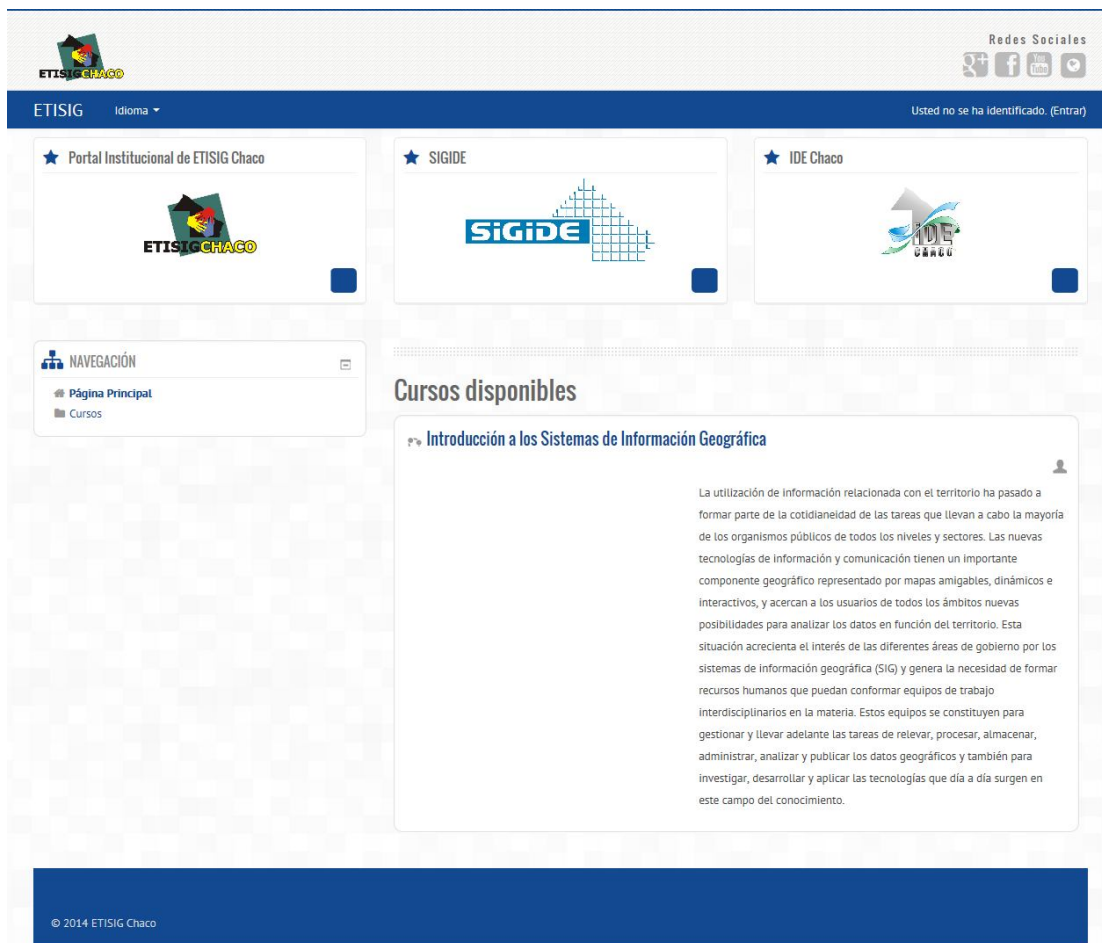 ETISIGCHACO
Redes Sociales
g+ f You Tube
ETISIG Idioma
Usted no se ha identificado. (Entrar)
Portal Institucional de ETISIG Chaco
ETISIGCHACO
SIGIDE
SiGiDE
IDE Chaco
iDE
CHACO
NAVEGACIÓN
Página Principal
Cursos
Cursos disponibles
Introducción a los Sistemas de Información Geográfica
La utilización de información relacionada con el territorio ha pasado a
formar parte de la cotidianeidad de las tareas que llevan a cabo la mayoría
de los organismos públicos de todos los niveles y sectores. Las nuevas
tecnologías de información y comunicación tienen un importante
componente geográfico representado por mapas amigables, dinámicos e
interactivos, y acercan a los usuarios de todos los ámbitos nuevas
posibilidades para analizar los datos en función del territorio. Esta
situación acrecienta el interés de las diferentes áreas de gobierno por los
sistemas de información geográfica (SIG) y genera la necesidad de formar
recursos humanos que puedan conformar equipos de trabajo
interdisciplinarios en la materia. Estos equipos se constituyen para
gestionar y llevar adelante las tareas de relevar, procesar, almacenar,
administrar, analizar y publicar los datos geográficos y también para
investigar, desarrollar y aplicar las tecnologías que día a día surgen en
este campo del conocimiento.
© 2014 ETISIG Chaco